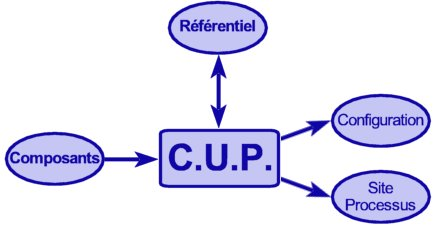 Référentiel
Configuration
Composants
C.U.P.
Site
Processus